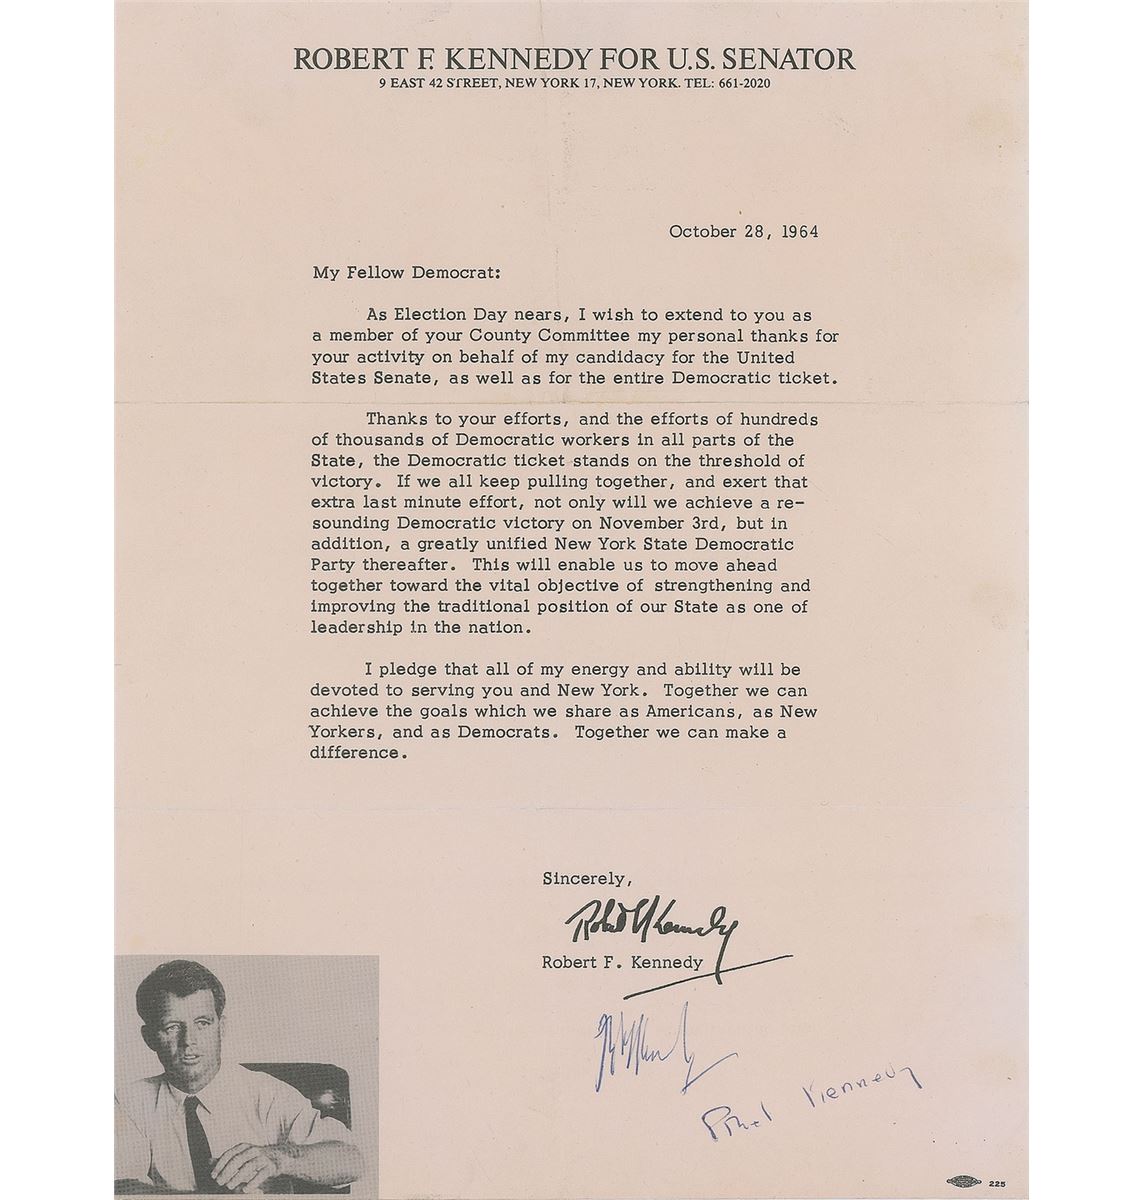 ROBERT F. KENNEDY FOR U.S. SENATOR
9 EAST 42 STREET, NEW YORK 17, NEW YORK. TEL: 661-2020
October 28, 1964
My Fellow Democrat:
As Election Day nears, I wish to extend to you as
a member of your County Committee my personal thanks for
your activity on behalf of my candidacy for the United
States Senate, as well as for the entire Democratic ticket.
Thanks to your efforts, and the efforts of hundreds
of thousands of Democratic workers in all parts of the
State, the Democratic ticket stands on the threshold of
victory. If we all keep pulling together, and exert that
extra last minute effort, not only will we achieve a re-
sounding Democratic victory on November 3rd, but in
addition, a greatly unified New York State Democratic
Party thereafter. This will enable us to move ahead
together toward the vital objective of strengthening and
improving the traditional position of our State as one of
leadership in the nation.
I pledge that all of my energy and ability will be
devoted to serving you and New York. Together we can
achieve the goals which we share as Americans, as New
Yorkers, and as Democrats. Together we can make a
difference.
Sincerely,
Robert F Kennedy
Robert F. Kennedy
Ethel Kennedy
225